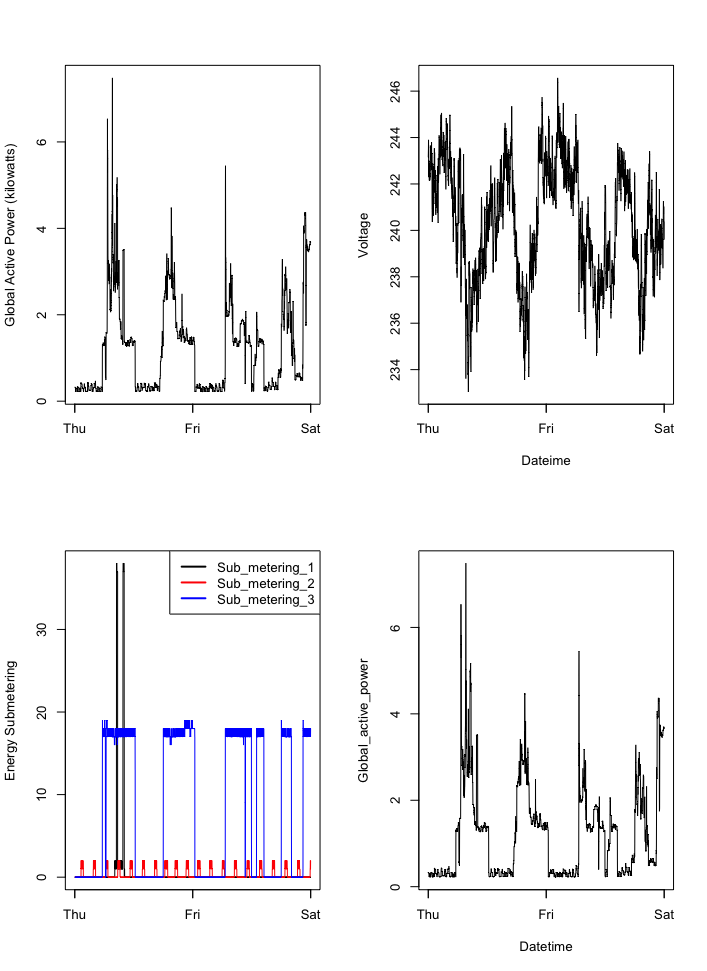 Global Active Power (kilowatts)
0
2
4
6
Thu
Fri
Sat
Voltage
234
236
238
240
242
244
246
Thu
Fri
Sat
Dateime
Energy Submetering
0
10
20
30
Sub_metering_1
Sub_metering_2
Sub_metering_3
Thu
Fri
Sat
Global_active_power
0
2
4
6
Thu
Fri
Sat
Datetime